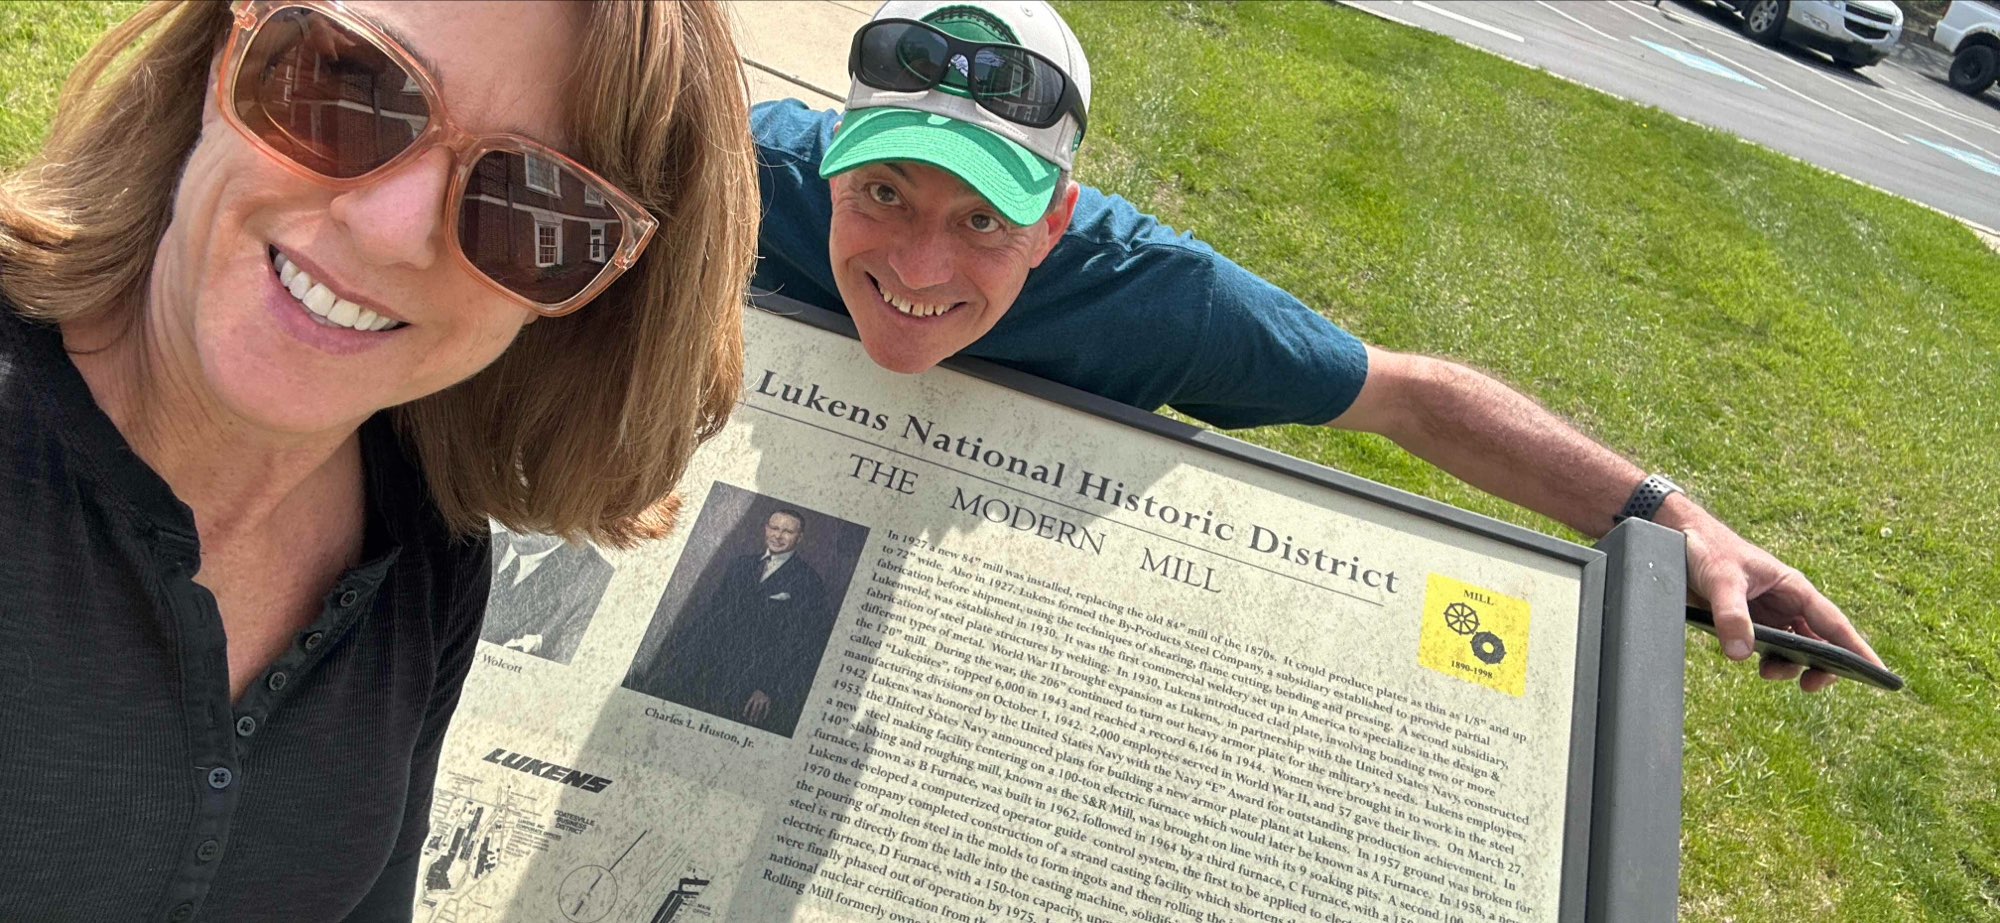 Lukens National Historic District
THE MODERN MILL
MILL
1890-1998
Wolcott
Charles L. Huston, Jr.
LUKENS
COATESVILLE
BUSINESS
DISTRICT
MAIN
OFFICE
In 1927 a new 84" mill was installed, replacing the old 84" mill of the 1870s. It could produce plates as thin as 1/8" and up
to 72" wide. Also in 1927, Lukens formed the By-Products Steel Company, a subsidiary established to provide partial
fabrication before shipment, using the techniques of shearing, flame cutting, bending and pressing. A second subsidiary,
Lukenweld, was established in 1930. It was the first commercial weldery set up in America to specialize in the design &
fabrication of steel plate structures by welding. In 1930, Lukens introduced clad plate, involving bonding two or more
different types of metal. World War II brought expansion as Lukens, in partnership with the United States Navy, constructed
the 120" mill. During the war, the 206" continued to turn out heavy armor plate for the military's needs. Lukens employees,
called "Lukenites", topped 6,000 in 1943 and reached a record 6,166 in 1944. Women were brought in to work in the steel
manufacturing divisions on October 1, 1942. 2,000 employees served in World War II, and 57 gave their lives. On March 27,
1942, Lukens was honored by the United States Navy with the Navy "E" Award for outstanding production achievement. In
1953, the United States Navy announced plans for building a new armor plate plant at Lukens. In 1957 ground was broken for
a new steel making facility centering on a 100-ton electric furnace which would later be known as A Furnace. In 1958, a new
140" slabbing and roughing mill, known as the S&R Mill, was brought on line with its 9 soaking pits. A second 100
furnace, known as B Furnace, was built in 1962, followed in 1964 by a third furnace, C Furnace, with a 150
Lukens developed a computerized operator guide control system, the first to be applied to elec
1970 the company completed construction of a strand casting facility which shortens th
the pouring of molten steel in the molds to form ingots and then rolling the i
steel is run directly from the ladle into the casting machine, solidif
electric furnace, D Furnace, with a 150-ton capacity, up
were finally phased out of operation by 1975.
national nuclear certification from th
Rolling Mill formerly own